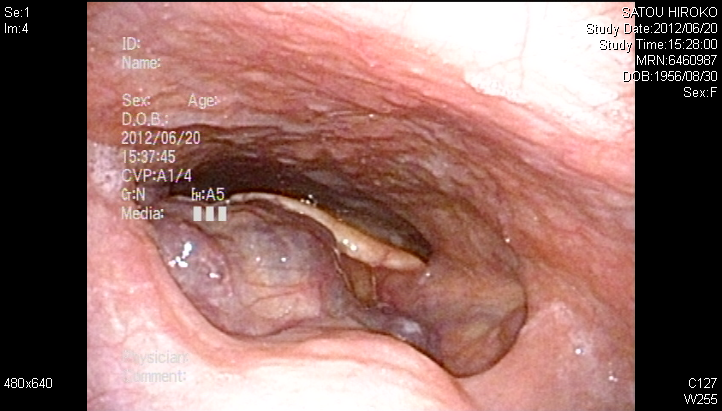 Se:1
Im:4
SATOU HIROKO
Study Date:2012/06/20
Study Time:15:28:00
MRN:6460987
DOB:1956/08/30
Sex:F
ID:
Name:
Sex: Age:
D.O.B.:
2012/06/20
15:37:45
CVP:A1/4
G:N EH:A5
Media:
Physician:
Comment:
480x640
C127
W255